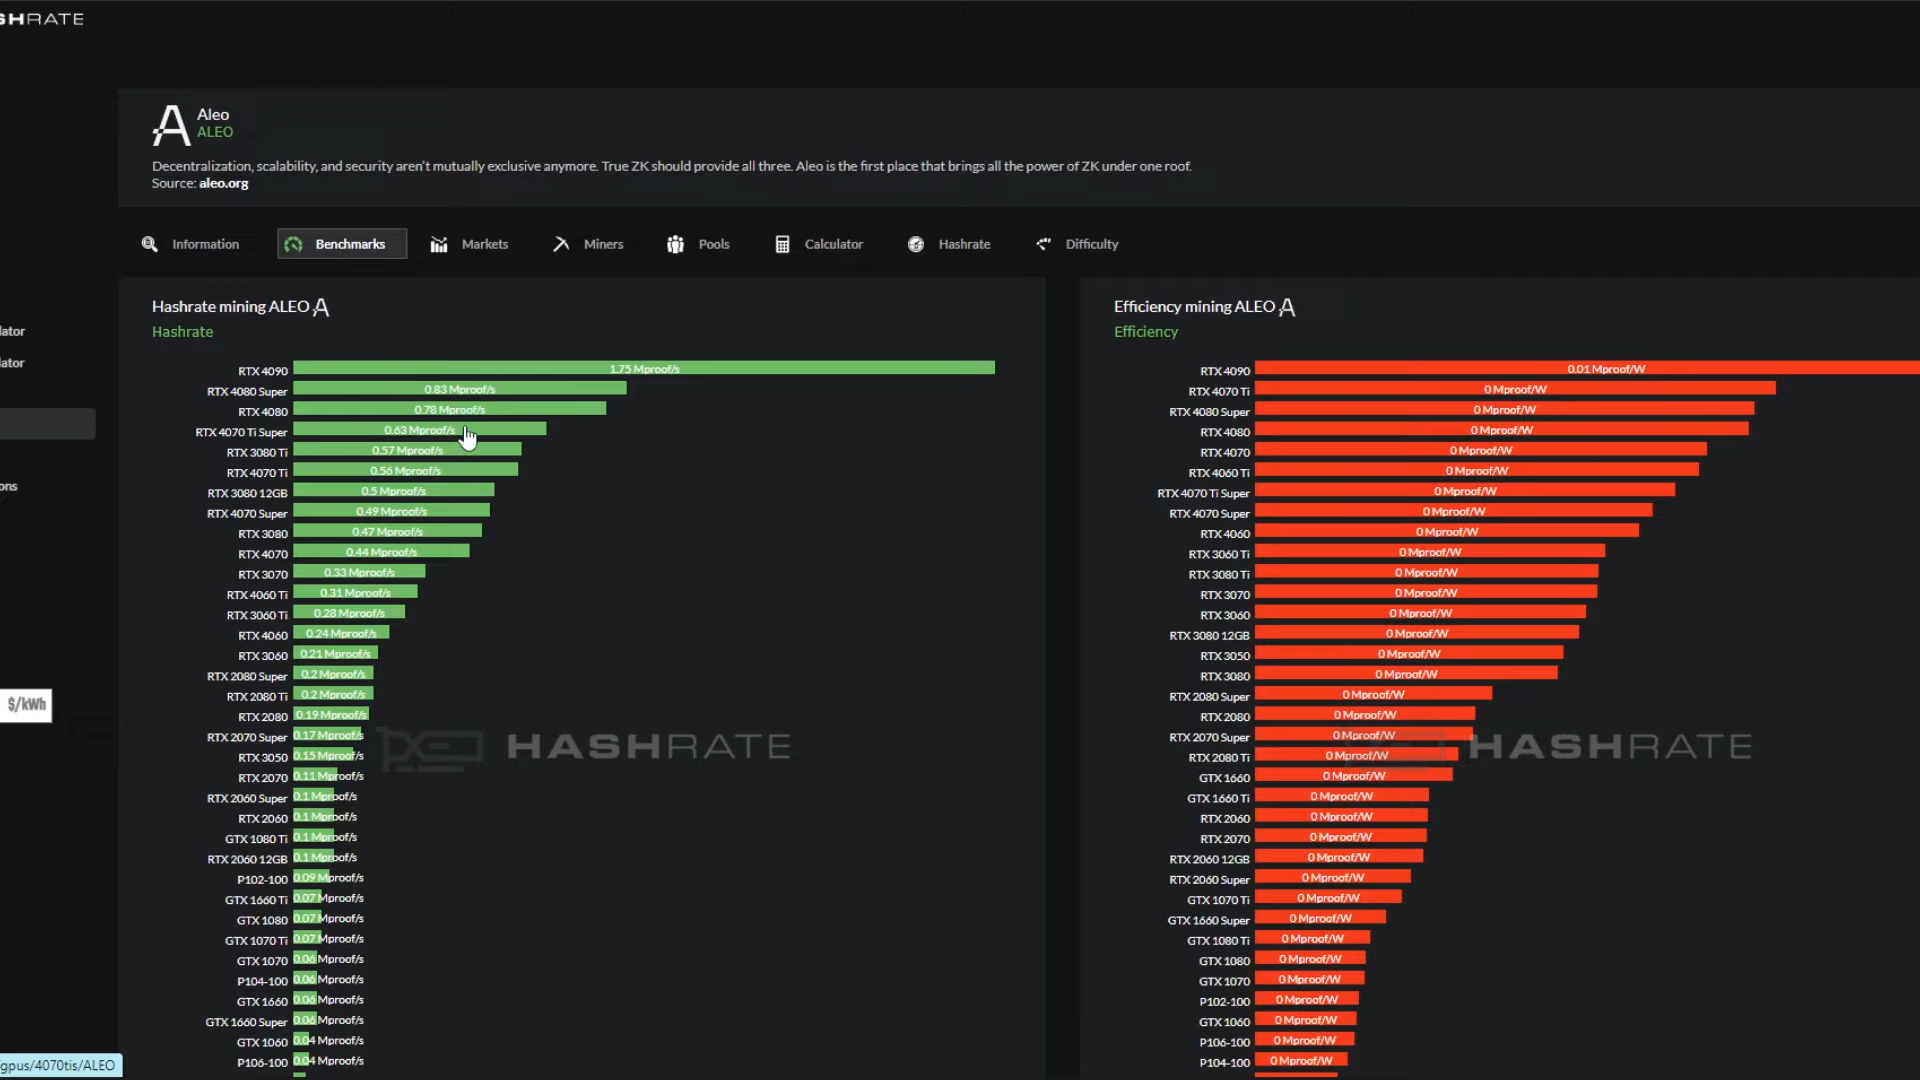 SHRATE
Aleo
ALEO
Decentralization, scalability, and security aren't mutually exclusive anymore. True ZK should provide all three. Aleo is the first place that brings all the power of ZK under one roof.
Source: aleo.org
Information
Benchmarks
Markets
Miners
Pools
Calculator
Hashrate
Difficulty
lator
lator
ons
$/kWh
Hashrate mining ALEO
Hashrate
RTX 4090 1.75 Mproof/s
RTX 4080 Super 0.83 Mproof/s
RTX 4080 0.78 Mproof/s
RTX 4070 Ti Super 0.63 Mproof/s
RTX 3080 Ti 0.57 Mproof/s
RTX 4070 Ti 0.56 Mproof/s
RTX 3080 12GB 0.5 Mproof/s
RTX 4070 Super 0.49 Mproof/s
RTX 3080 0.47 Mproof/s
RTX 4070 0.44 Mproof/s
RTX 3070 0.33 Mproof/s
RTX 4060 Ti 0.31 Mproof/s
RTX 3060 Ti 0.28 Mproof/s
RTX 4060 0.24 Mproof/s
RTX 3060 0.21 Mproof/s
RTX 2080 Super 0.2 Mproof/s
RTX 2080 Ti 0.2 Mproof/s
RTX 2080 0.19 Mproof/s
RTX 2070 Super 0.17 Mproof/s
RTX 3050 0.15 Mproof/s
RTX 2070 0.11 Mproof/s
RTX 2060 Super 0.1 Mproof/s
RTX 2060 0.1 Mproof/s
GTX 1080 Ti 0.1 Mproof/s
RTX 2060 12GB 0.1 Mproof/s
P102-100 0.09 Mproof/s
GTX 1660 Ti 0.07 Mproof/s
GTX 1080 0.07 Mproof/s
GTX 1070 Ti 0.07 Mproof/s
GTX 1070 0.06 Mproof/s
P104-100 0.06 Mproof/s
GTX 1660 0.06 Mproof/s
GTX 1660 Super 0.06 Mproof/s
GTX 1060 0.04 Mproof/s
P106-100 0.04 Mproof/s
HASHRATE
Efficiency mining ALEO
Efficiency
RTX 4090 0.01 Mproof/W
RTX 4070 Ti 0 Mproof/W
RTX 4080 Super 0 Mproof/W
RTX 4080 0 Mproof/W
RTX 4070 0 Mproof/W
RTX 4060 Ti 0 Mproof/W
RTX 4070 Ti Super 0 Mproof/W
RTX 4070 Super 0 Mproof/W
RTX 4060 0 Mproof/W
RTX 3060 Ti 0 Mproof/W
RTX 3080 Ti 0 Mproof/W
RTX 3070 0 Mproof/W
RTX 3060 0 Mproof/W
RTX 3080 12GB 0 Mproof/W
RTX 3050 0 Mproof/W
RTX 3080 0 Mproof/W
RTX 2080 Super 0 Mproof/W
RTX 2080 0 Mproof/W
RTX 2070 Super 0 Mproof/W
RTX 2080 Ti 0 Mproof/W
GTX 1660 0 Mproof/W
GTX 1660 Ti 0 Mproof/W
RTX 2060 0 Mproof/W
RTX 2070 0 Mproof/W
RTX 2060 12GB 0 Mproof/W
RTX 2060 Super 0 Mproof/W
GTX 1070 Ti 0 Mproof/W
GTX 1660 Super 0 Mproof/W
GTX 1080 Ti 0 Mproof/W
GTX 1080 0 Mproof/W
GTX 1070 0 Mproof/W
P102-100 0 Mproof/W
GTX 1060 0 Mproof/W
P106-100 0 Mproof/W
P104-100 0 Mproof/W
HASHRATE
gpus/4070tis/ALEO